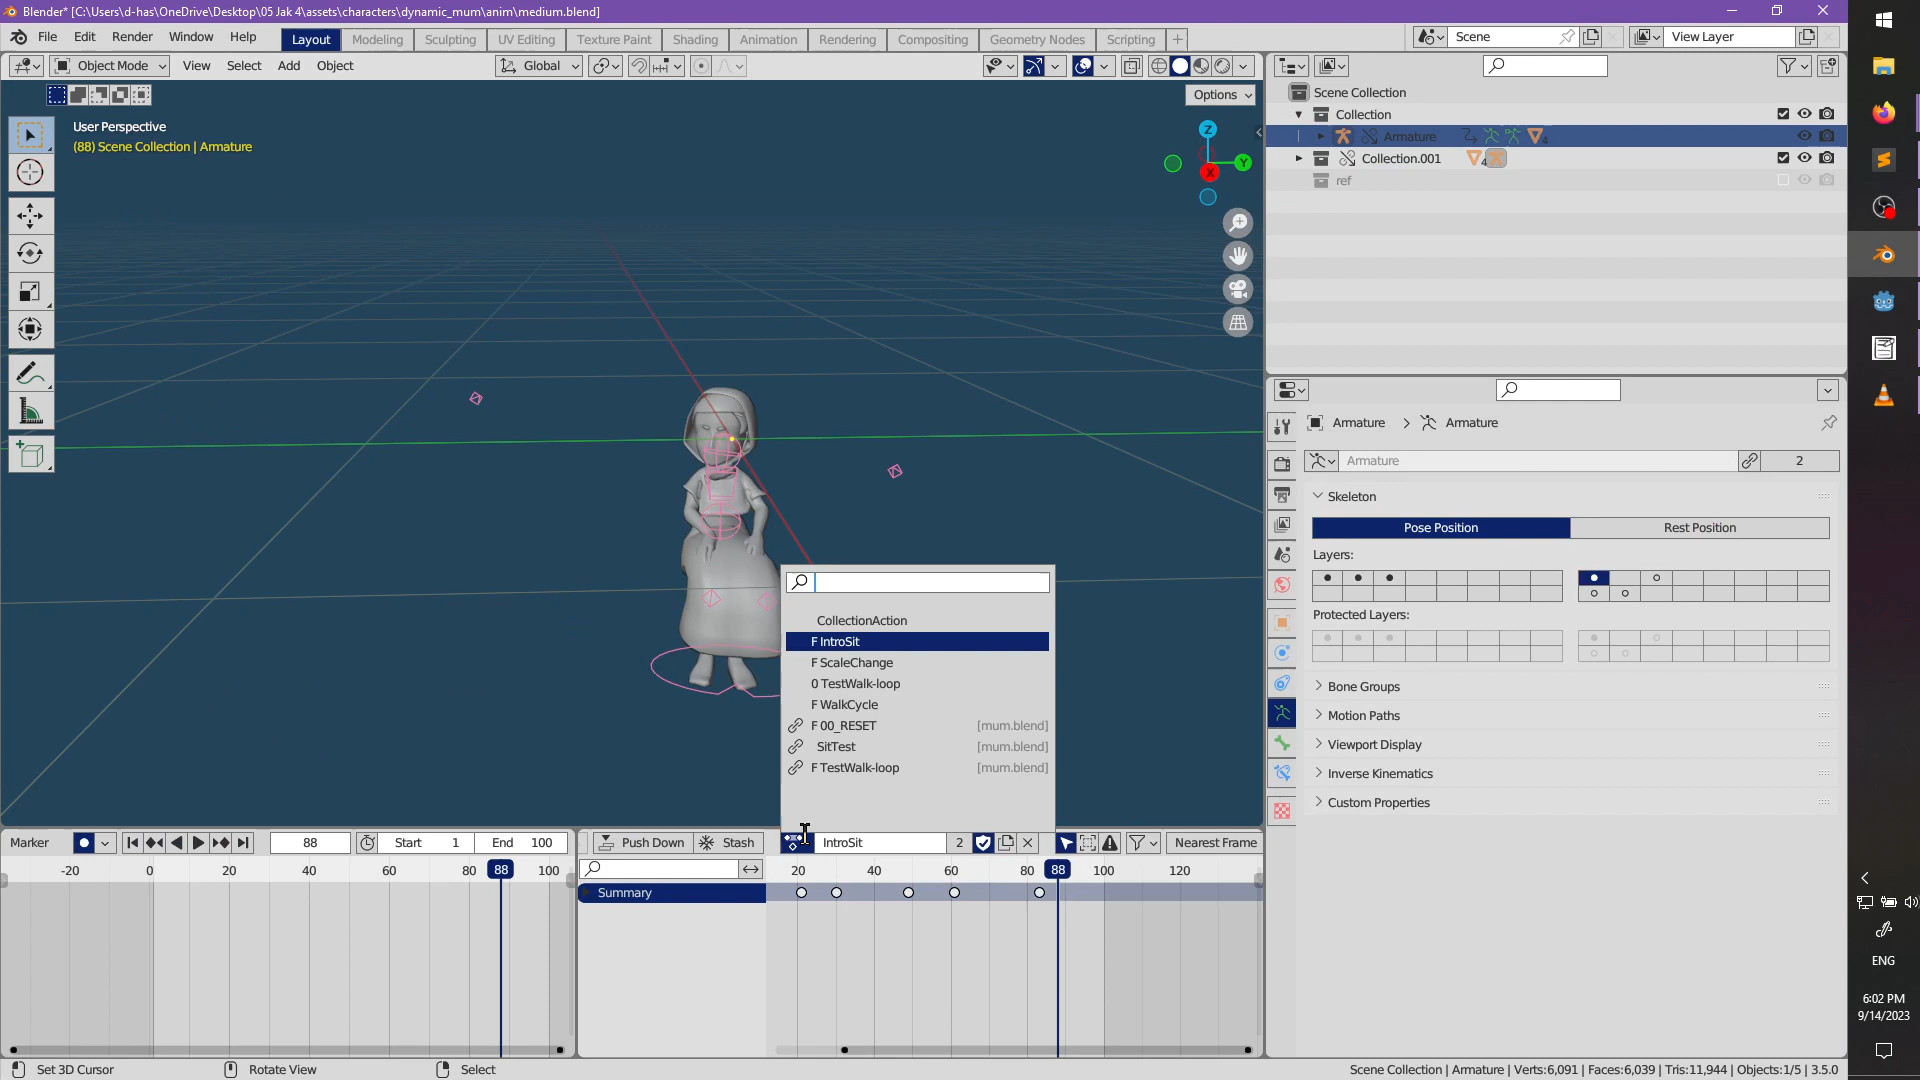 Blender* [C:\Users\d-has\OneDrive\Desktop\05 Jak 4\assets\characters\dynamic_mum\anim\medium.blend]
File Edit Render Window Help Layout Modeling Sculpting UV Editing Texture Paint Shading Animation Rendering Compositing Geometry Nodes Scripting Scene View Layer
Object Mode View Select Add Object Global
Options
User Perspective
(88) Scene Collection | Armature
Z
Y
X
Scene Collection
Collection
Armature 4
Collection.001 4
ref
Armature Armature
Armature 2
Skeleton
Pose Position Rest Position
Layers:
Protected Layers:
Bone Groups
Motion Paths
Viewport Display
Inverse Kinematics
Custom Properties
CollectionAction
F IntroSit
F ScaleChange
0 TestWalk-loop
F WalkCycle
F 00_RESET [mum.blend]
SitTest [mum.blend]
F TestWalk-loop [mum.blend]
Marker 88 Start 1 End 100 Push Down Stash IntroSit 2 Nearest Frame
-20 0 20 40 60 80 88 100 20 40 60 80 88 100 120
Summary
Set 3D Cursor Rotate View Select Scene Collection | Armature | Verts:6,091 | Faces:6,039 | Tris:11,944 | Objects:1/5 | 3.5.0
ENG
6:02 PM
9/14/2023